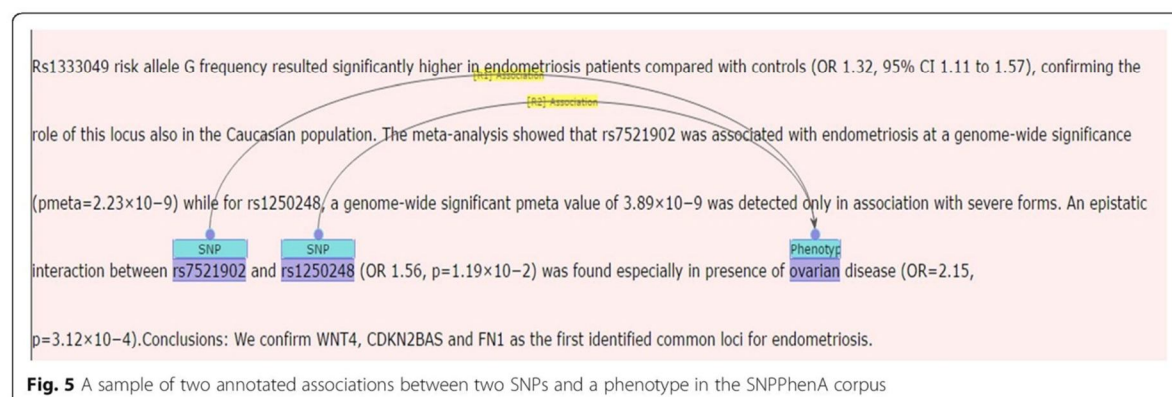 Rs1333049 risk allele G frequency resulted significantly higher in endometriosis patients compared with controls (OR 1.32, 95% CI 1.11 to 1.57), confirming the
[R1] Association
[R2] Association
role of this locus also in the Caucasian population. The meta-analysis showed that rs7521902 was associated with endometriosis at a genome-wide significance
(pmeta=2.23×10−9) while for rs1250248, a genome-wide significant pmeta value of 3.89×10−9 was detected only in association with severe forms. An epistatic
SNP SNP Phenotyp
interaction between rs7521902 and rs1250248 (OR 1.56, p=1.19×10−2) was found especially in presence of ovarian disease (OR=2.15,
p=3.12×10−4).Conclusions: We confirm WNT4, CDKN2BAS and FN1 as the first identified common loci for endometriosis.
Fig. 5 A sample of two annotated associations between two SNPs and a phenotype in the SNPPhenA corpus